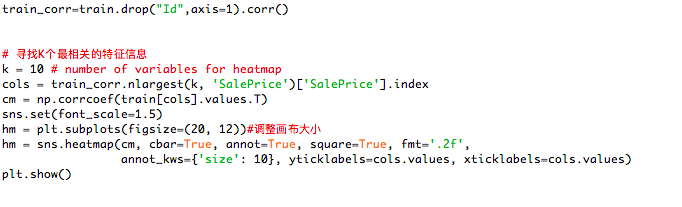 train_corr=train.drop("Id",axis=1).corr()
# 寻找K个最相关的特征信息
k = 10 # number of variables for heatmap
cols = train_corr.nlargest(k, 'SalePrice')['SalePrice'].index
cm = np.corrcoef(train[cols].values.T)
sns.set(font_scale=1.5)
hm = plt.subplots(figsize=(20, 12))#调整画布大小
hm = sns.heatmap(cm, cbar=True, annot=True, square=True, fmt='.2f',
annot_kws={'size': 10}, yticklabels=cols.values, xticklabels=cols.values)
plt.show()